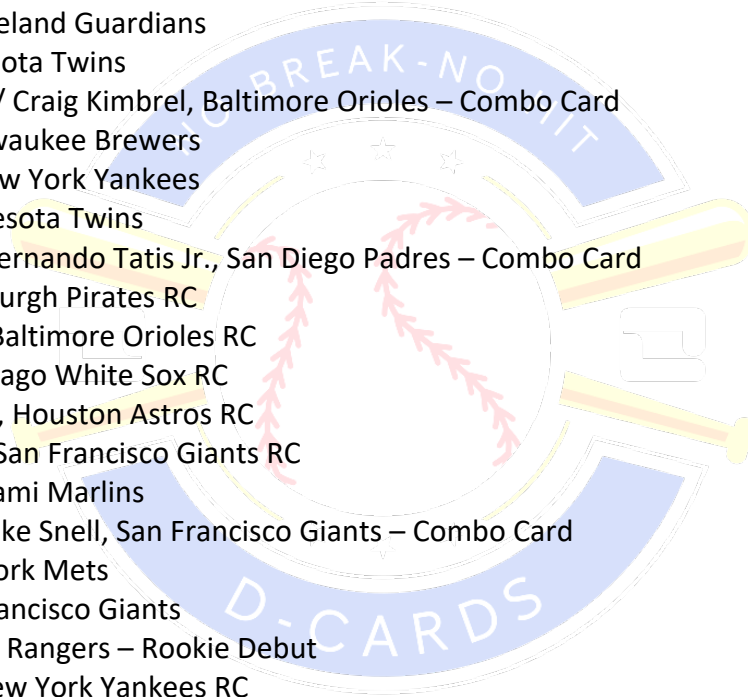 eland Guardians
ota Twins
/ Craig Kimbrel, Baltimore Orioles – Combo Card
waukee Brewers
w York Yankees
esota Twins
ernando Tatis Jr., San Diego Padres – Combo Card
urgh Pirates RC
Baltimore Orioles RC
ago White Sox RC
, Houston Astros RC
San Francisco Giants RC
ami Marlins
ke Snell, San Francisco Giants – Combo Card
ork Mets
ancisco Giants
Rangers – Rookie Debut
ew York Yankees RC
NO BREAK-NO HIT
D-CARDS